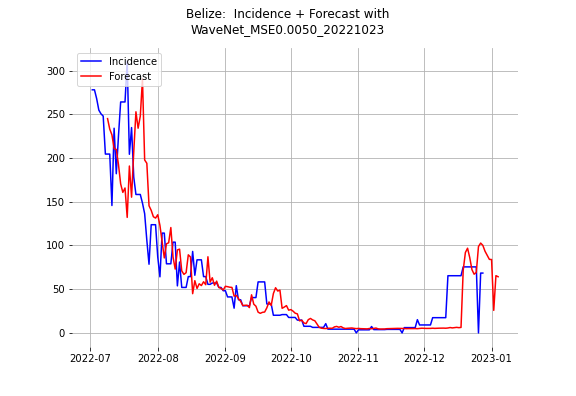 Belize:  Incidence + Forecast with
WaveNet_MSE0.0050_20221023
Incidence
Forecast
300
250
200
150
100
50
0
2022-07 2022-08 2022-09 2022-10 2022-11 2022-12 2023-01